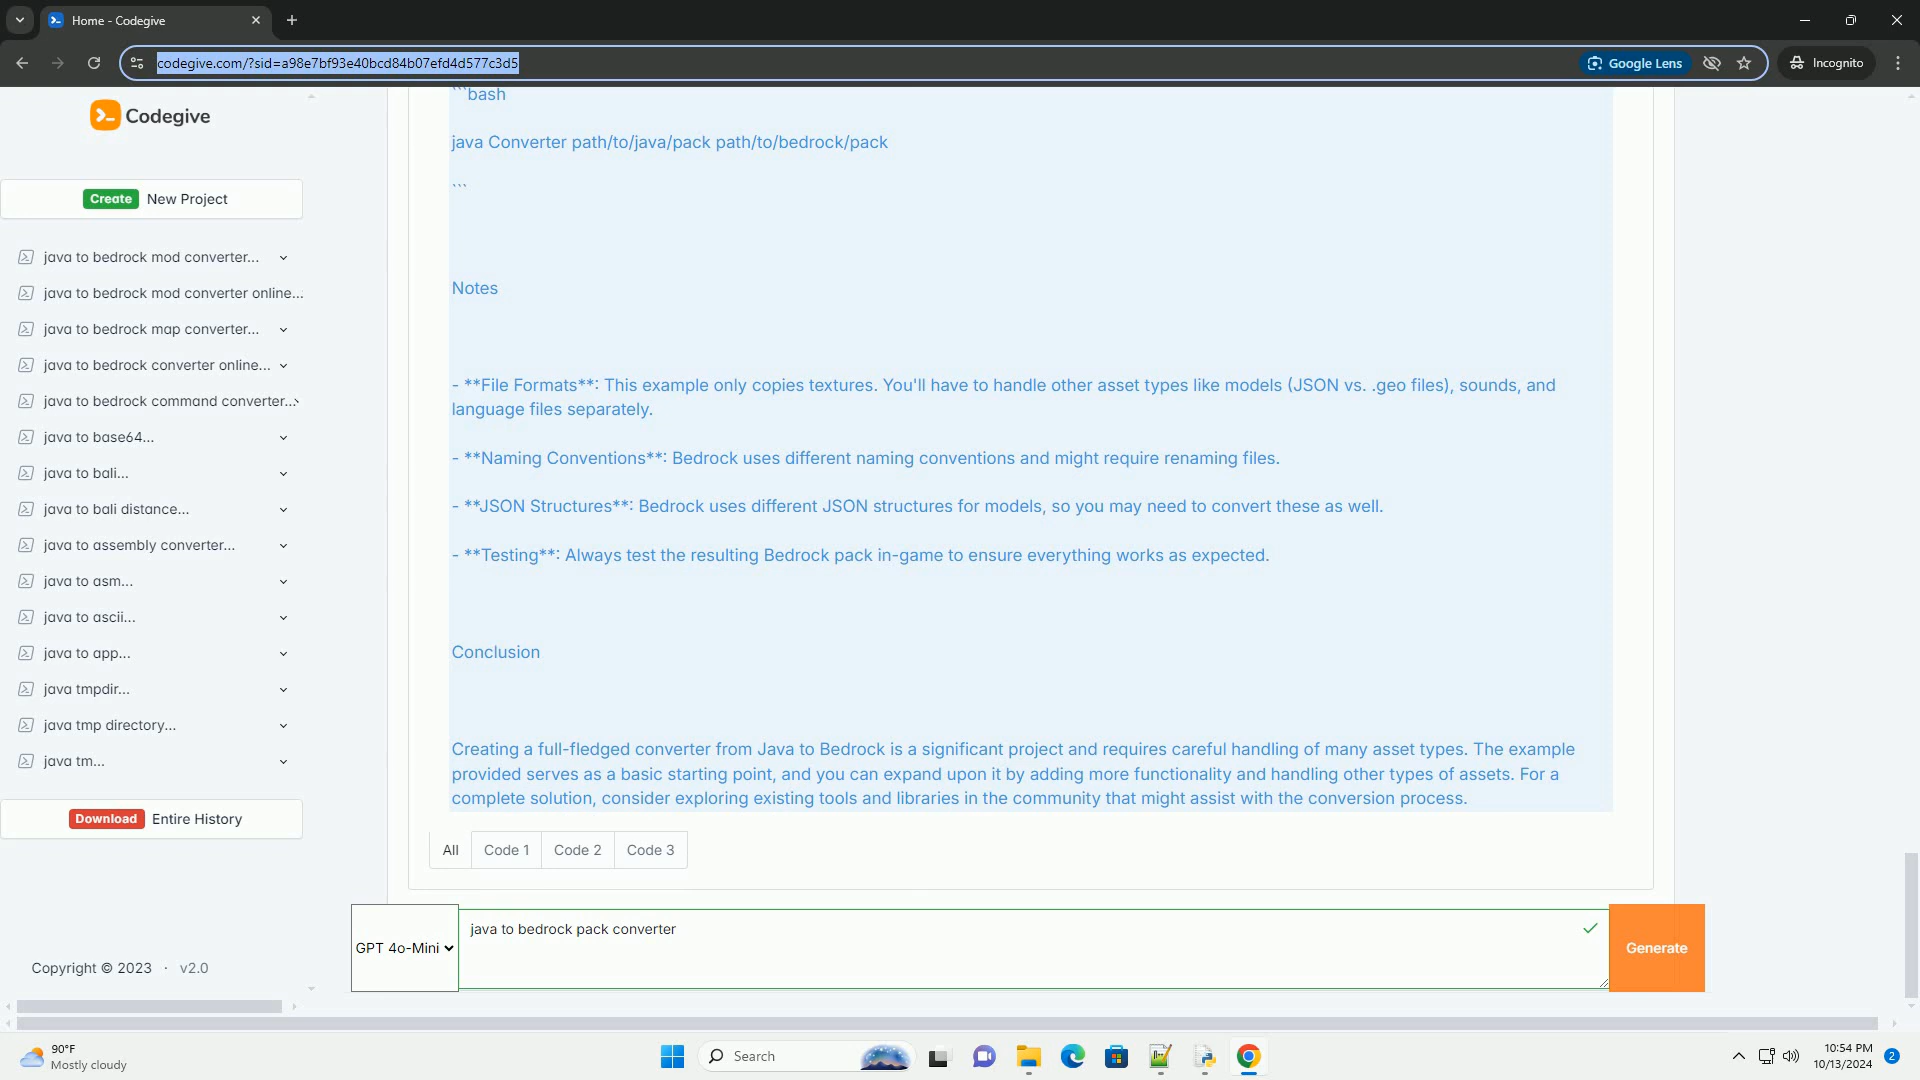 Home - Codegive
codegive.com/?sid=a98e7bf93e40bcd84b07efd4d577c3d5
Google Lens
Incognito
Codegive
Create New Project
java to bedrock mod converter...
java to bedrock mod converter online...
java to bedrock map converter...
java to bedrock converter online...
java to bedrock command converter...
java to base64...
java to bali...
java to bali distance...
java to assembly converter...
java to asm...
java to ascii...
java to app...
java tmpdir...
java tmp directory...
java tm...
Download Entire History
Copyright © 2023 · v2.0
```bash
java Converter path/to/java/pack path/to/bedrock/pack
```
Notes
- **File Formats**: This example only copies textures. You'll have to handle other asset types like models (JSON vs. .geo files), sounds, and
language files separately.
- **Naming Conventions**: Bedrock uses different naming conventions and might require renaming files.
- **JSON Structures**: Bedrock uses different JSON structures for models, so you may need to convert these as well.
- **Testing**: Always test the resulting Bedrock pack in-game to ensure everything works as expected.
Conclusion
Creating a full-fledged converter from Java to Bedrock is a significant project and requires careful handling of many asset types. The example
provided serves as a basic starting point, and you can expand upon it by adding more functionality and handling other types of assets. For a
complete solution, consider exploring existing tools and libraries in the community that might assist with the conversion process.
All Code 1 Code 2 Code 3
GPT 4o-Mini
java to bedrock pack converter
Generate
90°F
Mostly cloudy
Search
10:54 PM
10/13/2024
2